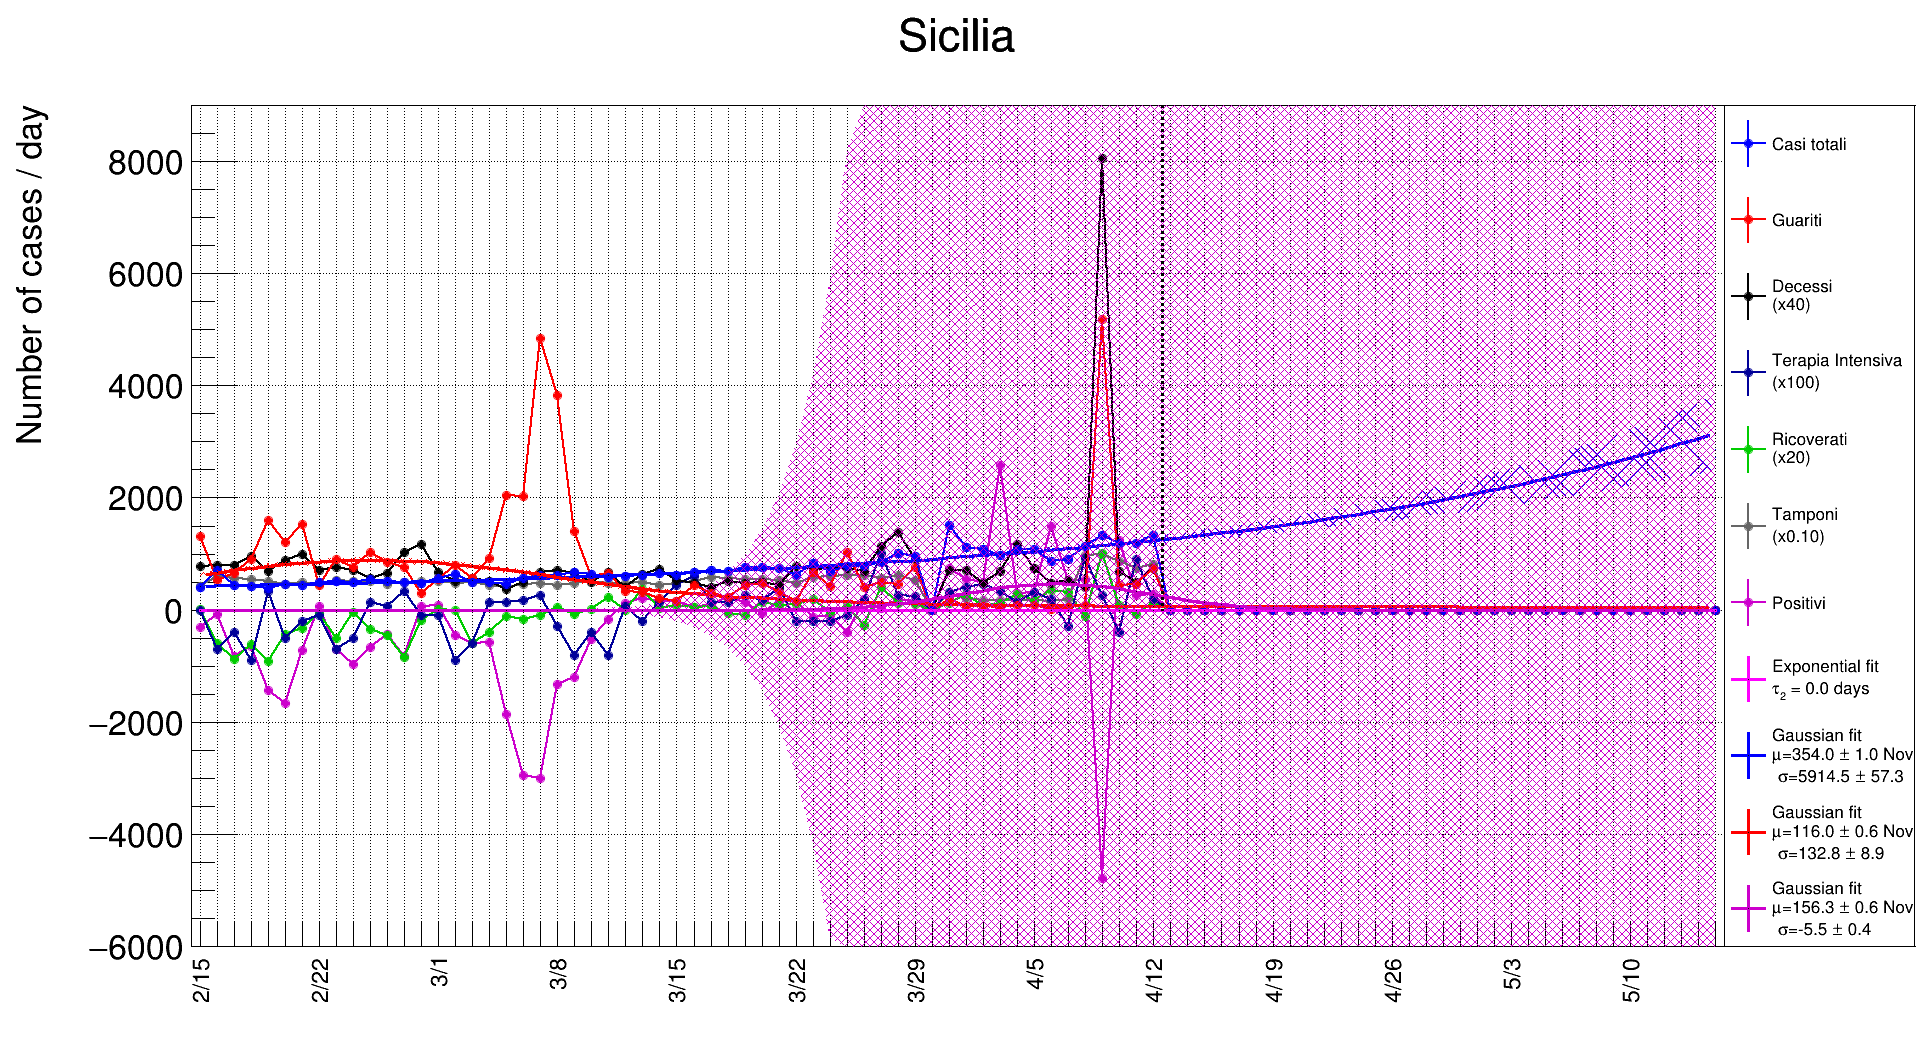 Sicilia
Number of cases / day
8000
6000
4000
2000
0
−2000
−4000
−6000
2/15
2/22
3/1
3/8
3/15
3/22
3/29
4/5
4/12
4/19
4/26
5/3
5/10
Casi totali
Guariti
Decessi
(x40)
Terapia Intensiva
(x100)
Ricoverati
(x20)
Tamponi
(x0.10)
Positivi
Exponential fit
τ2 = 0.0 days
Gaussian fit
μ=354.0 ± 1.0 Nov
σ=5914.5 ± 57.3
Gaussian fit
μ=116.0 ± 0.6 Nov
σ=132.8 ± 8.9
Gaussian fit
μ=156.3 ± 0.6 Nov
σ=-5.5 ± 0.4